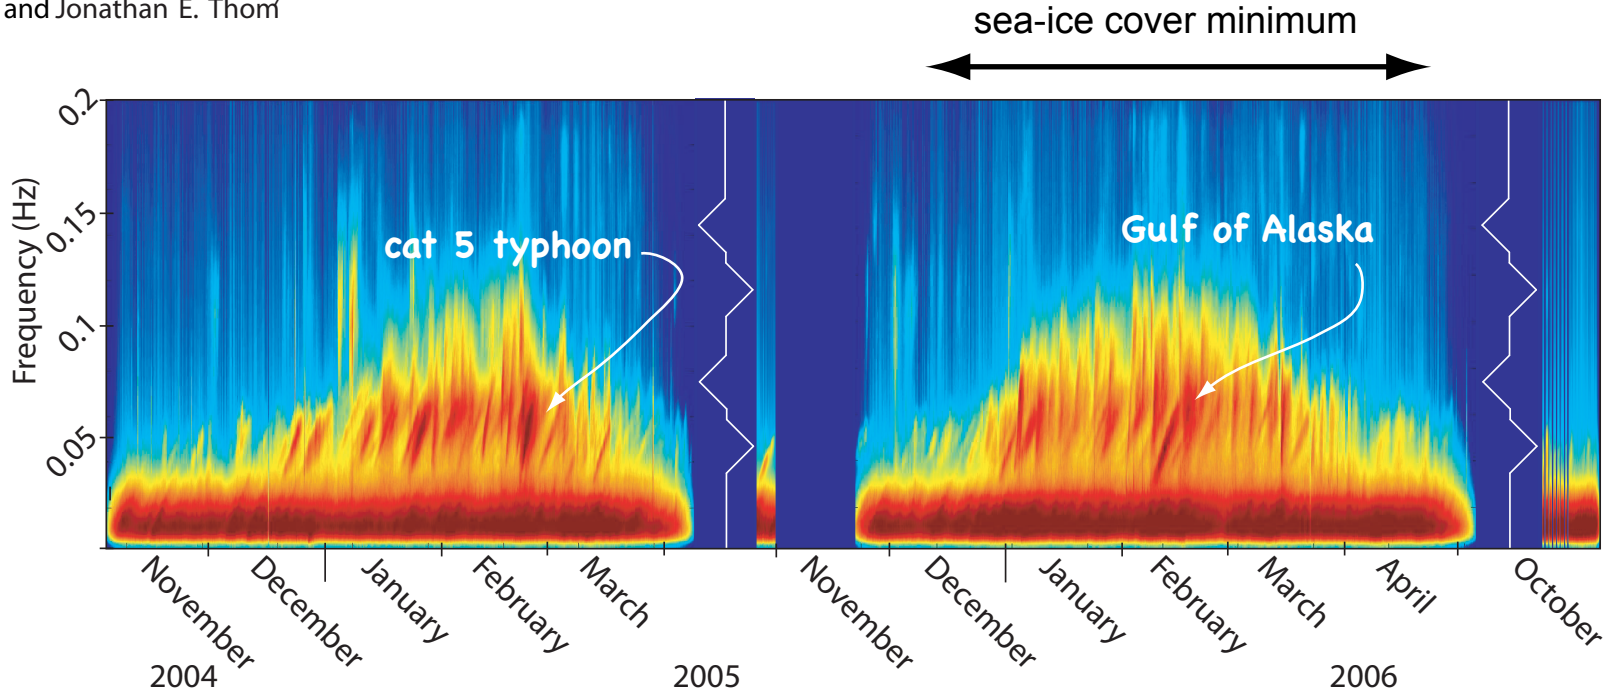 and Jonathan E. Thom
sea-ice cover minimum
Frequency (Hz)
0.2
0.15
0.1
0.05
cat 5 typhoon
Gulf of Alaska
November
December
January
February
March
November
December
January
February
March
April
October
2004
2005
2006